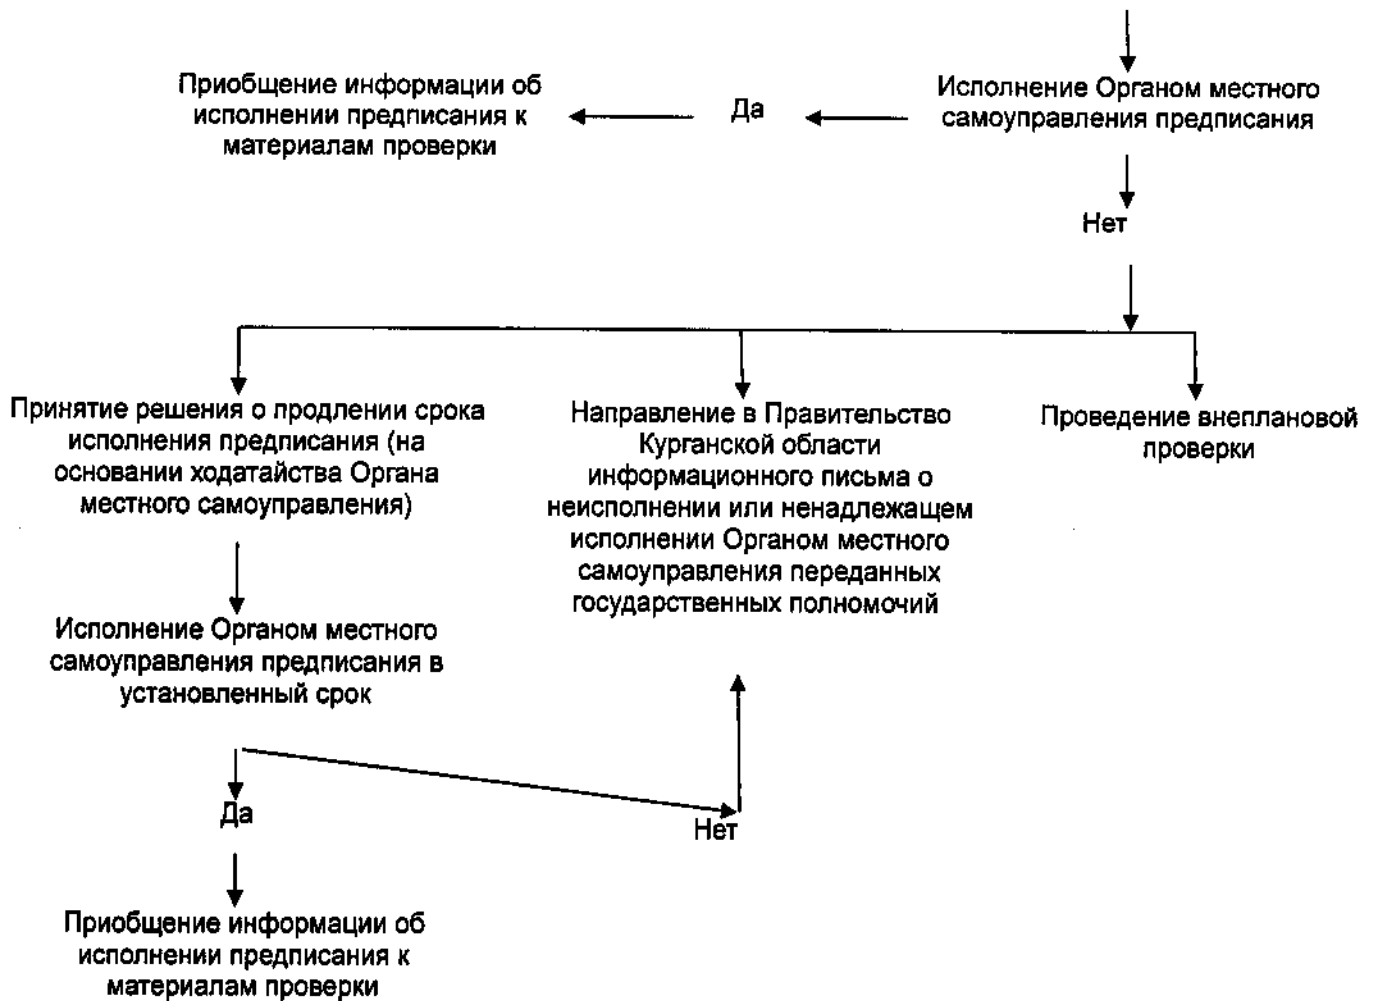 Приобщение информации об
исполнении предписания к
материалам проверки
Да
Исполнение Органом местного
самоуправления предписания
Нет
Принятие решения о продлении срока
исполнения предписания (на
основании ходатайства Органа
местного самоуправления)
Направление в Правительство
Курганской области
информационного письма о
неисполнении или ненадлежащем
исполнении Органом местного
самоуправления переданных
государственных полномочий
Проведение внеплановой
проверки
Исполнение Органом местного
самоуправления предписания в
установленный срок
Да
Нет
Приобщение информации об
исполнении предписания к
материалам проверки